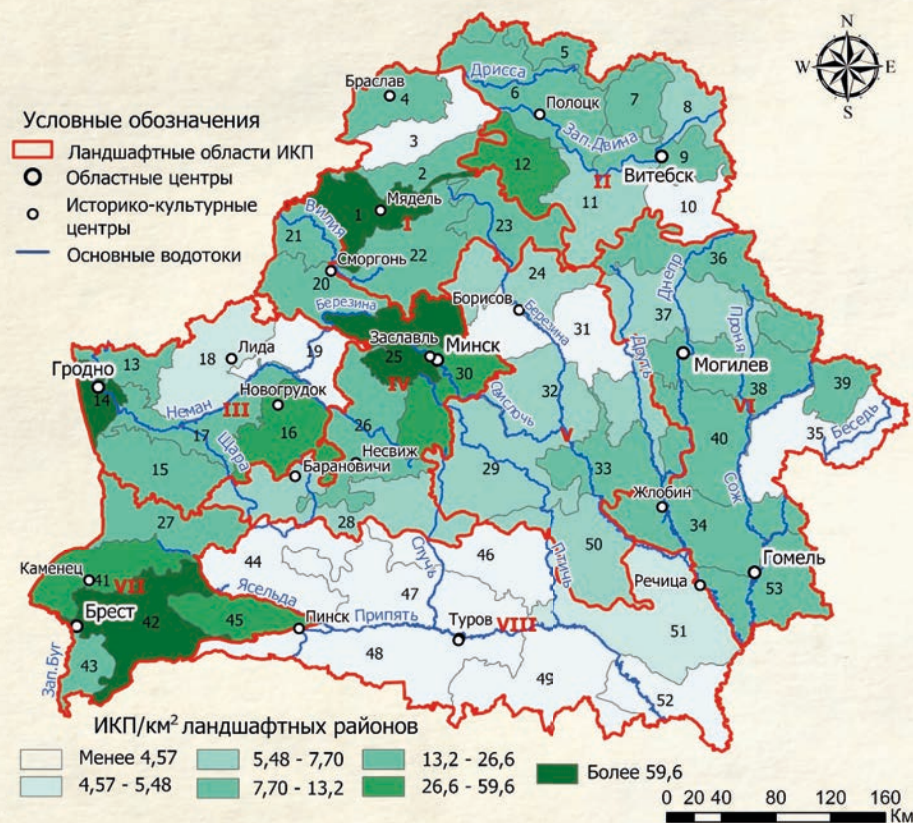 N
W E
S
5
Браслав
Дрисса
4
6
Полоцк
7
8
Условные обозначения
Ландшафтные области ИКП
Областные центры
Историко-культурные
центры
Основные водотоки
3
Зап.Двина
9
12
II
Витебск
2
10
11
1
Мядель
I
Вилия
23
21
22
36
Сморгонь
24
20
Днепр
Березина
Борисов
Березина
31
37
Проня
Заславль
Минск
Друть
18
Лида
19
25
13
30
Могилев
Гродно
IV
39
14
Новогрудок
38
32
VI
Неман
III
Свислочь
16
26
40
35
Беседь
17
V
Щара
Несвиж
33
15
Барановичи
29
Сож
Жлобин
34
27
28
50
44
46
Птичь
Гомель
Каменец
Случь
Речица
41
VII
53
Ясельда
47
Брест
42
45
Пинск
Припять
Туров
VIII
51
43
48
Зап.Буг
49
52
ИКП/км² ландшафтных районов
Менее 4,57
5,48 - 7,70
13,2 - 26,6
Более 59,6
4,57 - 5,48
7,70 - 13,2
26,6 - 59,6
0 20 40 80 120 160
Км